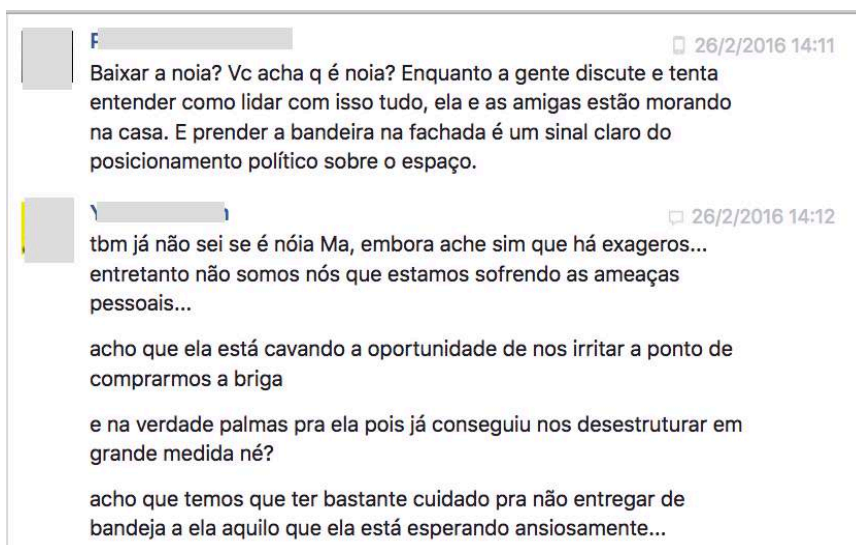 26/2/2016 14:11
Baixar a noia? Vc acha q é noia? Enquanto a gente discute e tenta
entender como lidar com isso tudo, ela e as amigas estão morando
na casa. E prender a bandeira na fachada é um sinal claro do
posicionamento político sobre o espaço.
26/2/2016 14:12
tbm já não sei se é nóia Ma, embora ache sim que há exageros...
entretanto não somos nós que estamos sofrendo as ameaças
pessoais...
acho que ela está cavando a oportunidade de nos irritar a ponto de
comprarmos a briga
e na verdade palmas pra ela pois já conseguiu nos desestruturar em
grande medida né?
acho que temos que ter bastante cuidado pra não entregar de
bandeja a ela aquilo que ela está esperando ansiosamente...